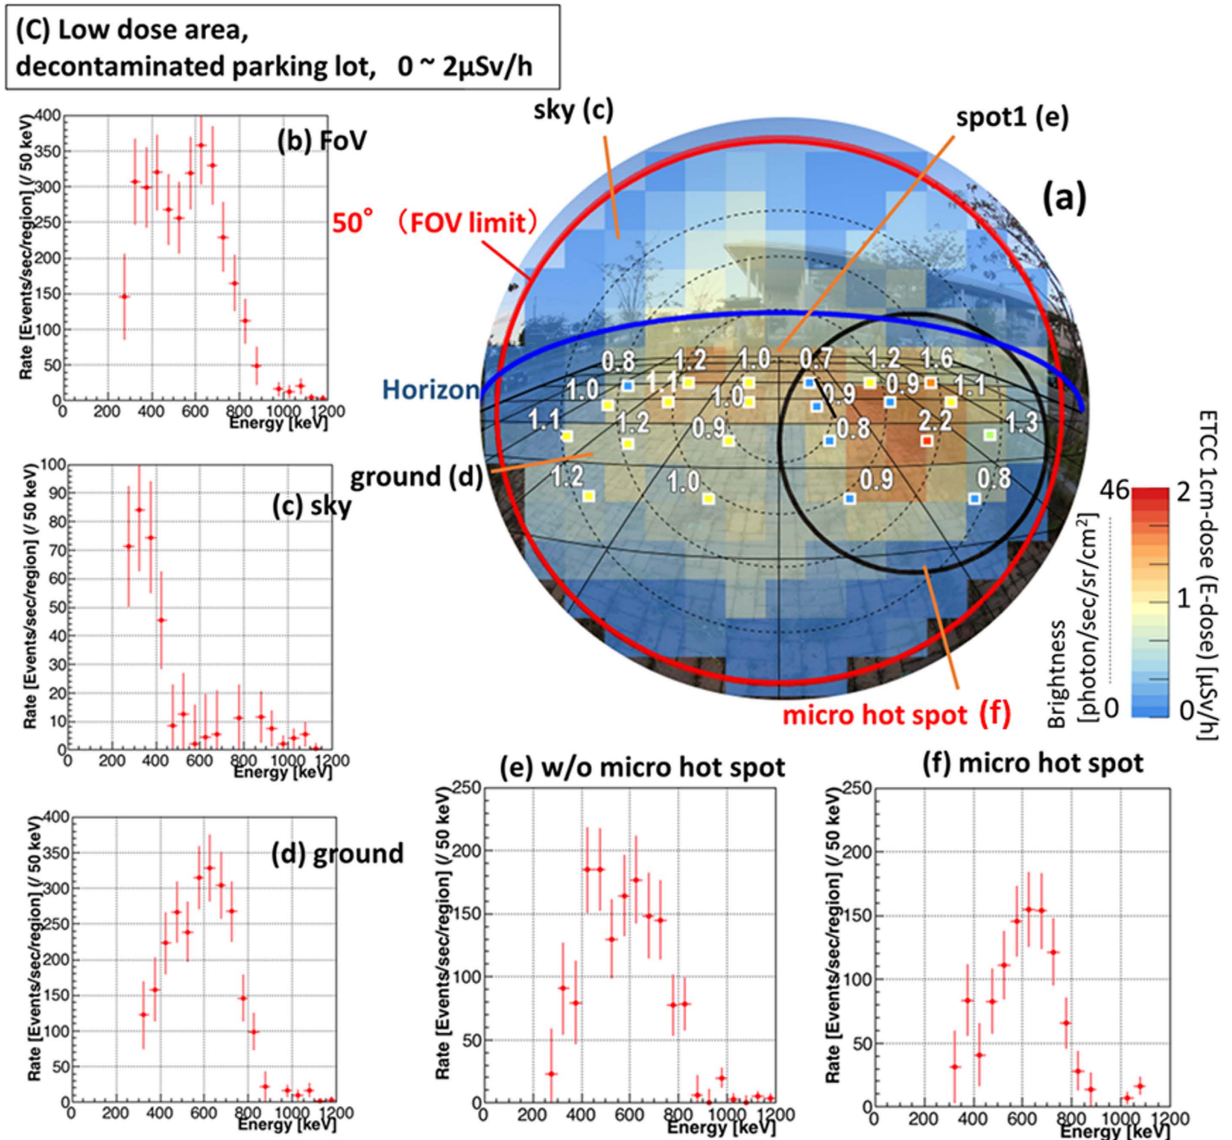 (C) Low dose area,
decontaminated parking lot, 0 ~ 2μSv/h
(b) FoV
Rate [Events/sec/region] (/ 50 keV)
400
350
300
250
200
150
100
50
0
0 200 400 600 800 1000 1200
Energy [keV]
sky (c)
spot1 (e)
(a)
50° (FOV limit)
Horizon
ground (d)
micro hot spot (f)
0.8 1.2 1.0 0.7 1.2 1.6
1.0 1.1 1.0 0.9 0.9 1.1
1.1 1.2 0.9 0.8 2.2 1.3
1.2 1.0 0.9 0.8
46 2
1
0 0
Brightness
[photon/sec/sr/cm²]
ETCC 1cm-dose (E-dose) [μSv/h]
(c) sky
Rate [Events/sec/region] (/ 50 keV)
100
90
80
70
60
50
40
30
20
10
0
0 200 400 600 800 1000 1200
Energy [keV]
(d) ground
Rate [Events/sec/region] (/ 50 keV)
400
350
300
250
200
150
100
50
0
0 200 400 600 800 1000 1200
Energy [keV]
(e) w/o micro hot spot
Rate [Events/sec/region] (/ 50 keV)
250
200
150
100
50
0
0 200 400 600 800 1000 1200
Energy [keV]
(f) micro hot spot
Rate [Events/sec/region] (/ 50 keV)
250
200
150
100
50
0
0 200 400 600 800 1000 1200
Energy [keV]